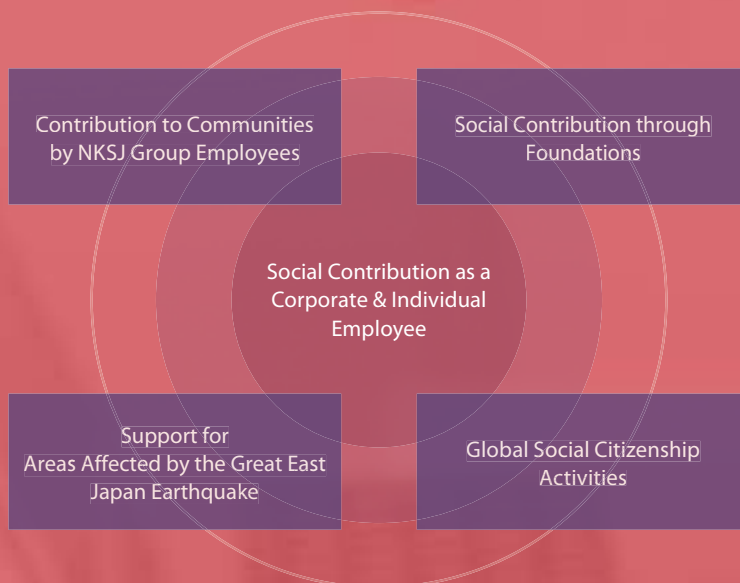 Contribution to Communities
by NKSJ Group Employees
Social Contribution through
Foundations
Social Contribution as a
Corporate & Individual
Employee
Support for
Areas Affected by the Great East
Japan Earthquake
Global Social Citizenship
Activities